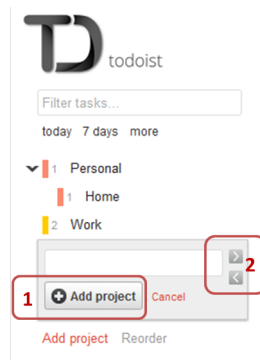 TD todoist
Filter tasks...
today 7 days more
1 Personal
1 Home
2 Work
2
1 Add project Cancel
Add project Reorder